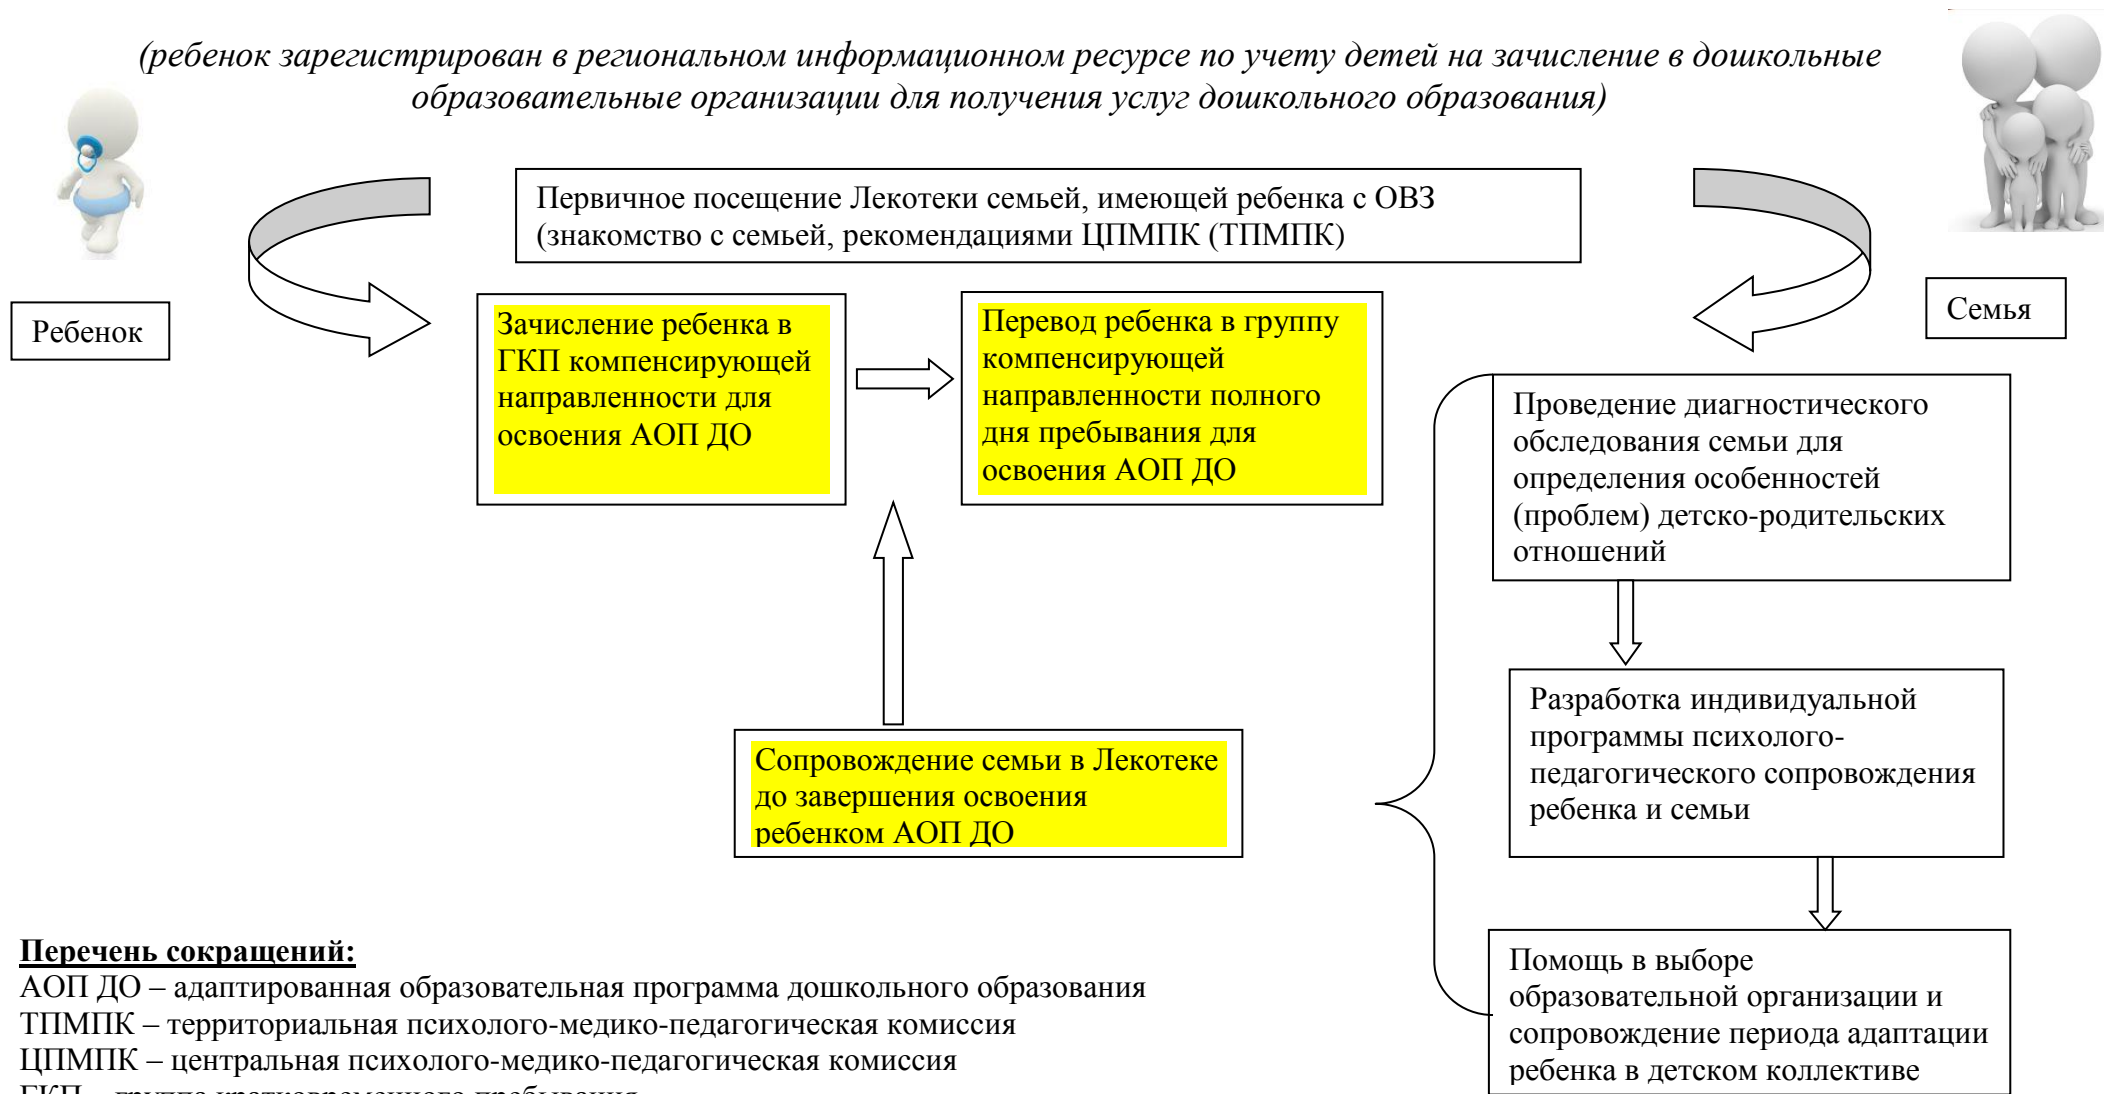 (ребенок зарегистрирован в региональном информационном ресурсе по учету детей на зачисление в дошкольные
образовательные организации для получения услуг дошкольного образования)
Первичное посещение Лекотеки семьей, имеющей ребенка с ОВЗ
(знакомство с семьей, рекомендациями ЦПМПК (ТПМПК)
Ребенок
Семья
Зачисление ребенка в
ГКП компенсирующей
направленности для
освоения АОП ДО
Перевод ребенка в группу
компенсирующей
направленности полного
дня пребывания для
освоения АОП ДО
Проведение диагностического
обследования семьи для
определения особенностей
(проблем) детско-родительских
отношений
Разработка индивидуальной
программы психолого-
педагогического сопровождения
ребенка и семьи
Сопровождение семьи в Лекотеке
до завершения освоения
ребенком АОП ДО
Помощь в выборе
образовательной организации и
сопровождение периода адаптации
ребенка в детском коллективе
Перечень сокращений:
АОП ДО – адаптированная образовательная программа дошкольного образования
ТПМПК – территориальная психолого-медико-педагогическая комиссия
ЦПМПК – центральная психолого-медико-педагогическая комиссия
ГКП – группа кратковременного пребывания